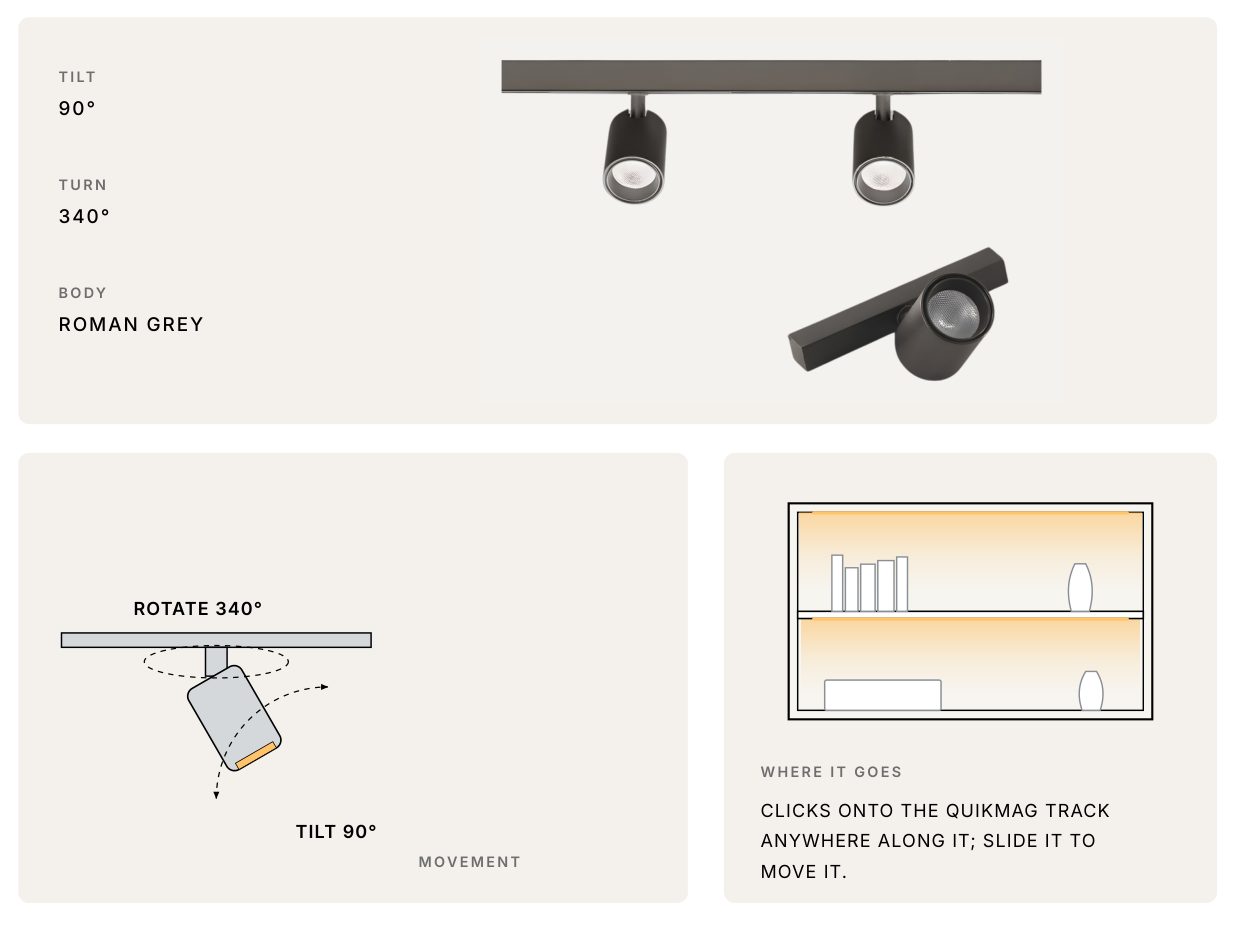 TILT
90°
TURN
340°
BODY
ROMAN GREY
ROTATE 340°
TILT 90°
MOVEMENT
WHERE IT GOES
CLICKS ONTO THE QUIKMAG TRACK
ANYWHERE ALONG IT; SLIDE IT TO
MOVE IT.